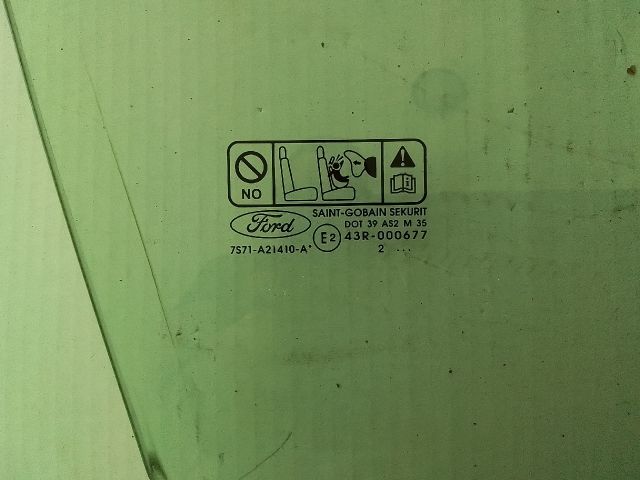 NO
Ford
SAINT-GOBAIN SEKURIT
DOT 39 AS2 M 35
E2 43R-000677
7S71-A21410-A*
2 ...